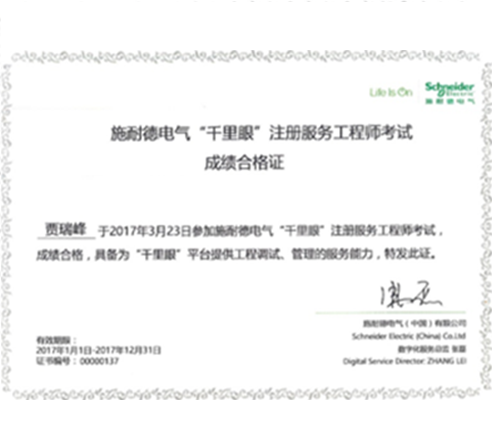 Life Is On
Schneider
Electric
施耐德电气
施耐德电气“千里眼”注册服务工程师考试
成绩合格证
贾瑞峰 于2017年3月23日参加施耐德电气“千里眼”注册服务工程师考试，
成绩合格，具备为“千里眼”平台提供工程调试、管理的服务能力，特发此证。
施耐德电气（中国）有限公司
Schneider Electric (China) Co.Ltd
数字化服务总监 张磊
Digital Service Director: ZHANG LEI
有效期限：
2017年1月1日-2017年12月31日
证书编号：00000137